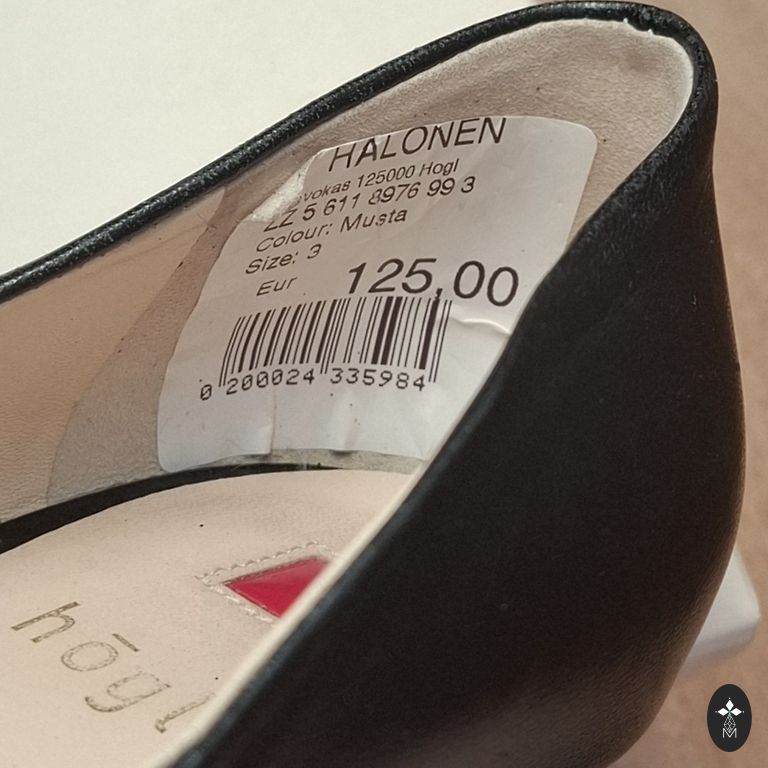 HALONEN
vokas 125000 Hogl
ZZ 5 611 8976 99 3
Colour: Musta
Size: 3
Eur 125,00
0 200024 335984
högl
M